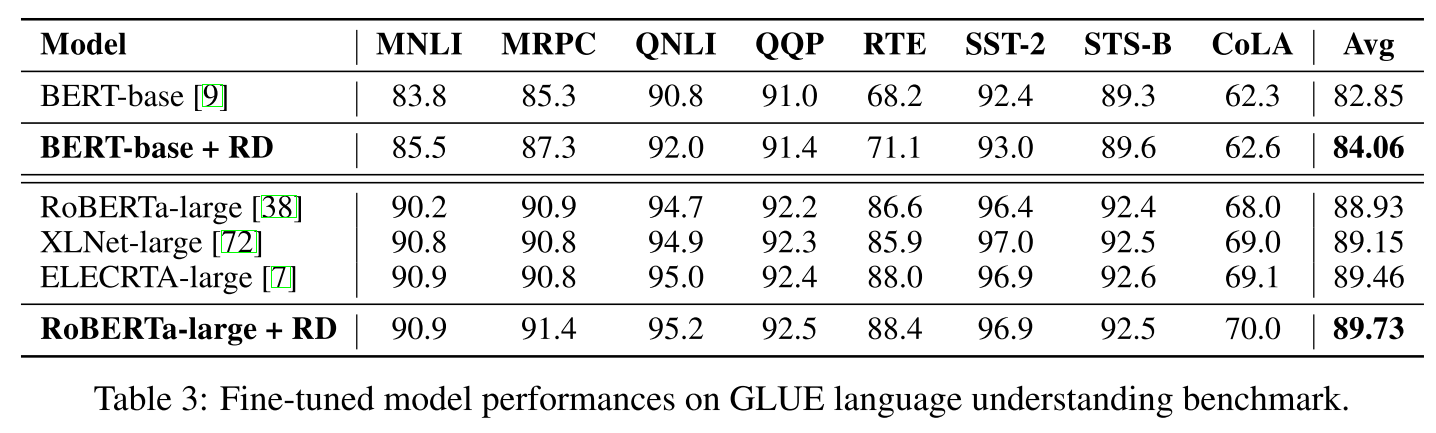 Model MNLI MRPC QNLI QQP RTE SST-2 STS-B CoLA Avg
BERT-base [9] 83.8 85.3 90.8 91.0 68.2 92.4 89.3 62.3 82.85
BERT-base + RD 85.5 87.3 92.0 91.4 71.1 93.0 89.6 62.6 84.06
RoBERTa-large [38] 90.2 90.9 94.7 92.2 86.6 96.4 92.4 68.0 88.93
XLNet-large [72] 90.8 90.8 94.9 92.3 85.9 97.0 92.5 69.0 89.15
ELECRTA-large [7] 90.9 90.8 95.0 92.4 88.0 96.9 92.6 69.1 89.46
RoBERTa-large + RD 90.9 91.4 95.2 92.5 88.4 96.9 92.5 70.0 89.73
Table 3: Fine-tuned model performances on GLUE language understanding benchmark.